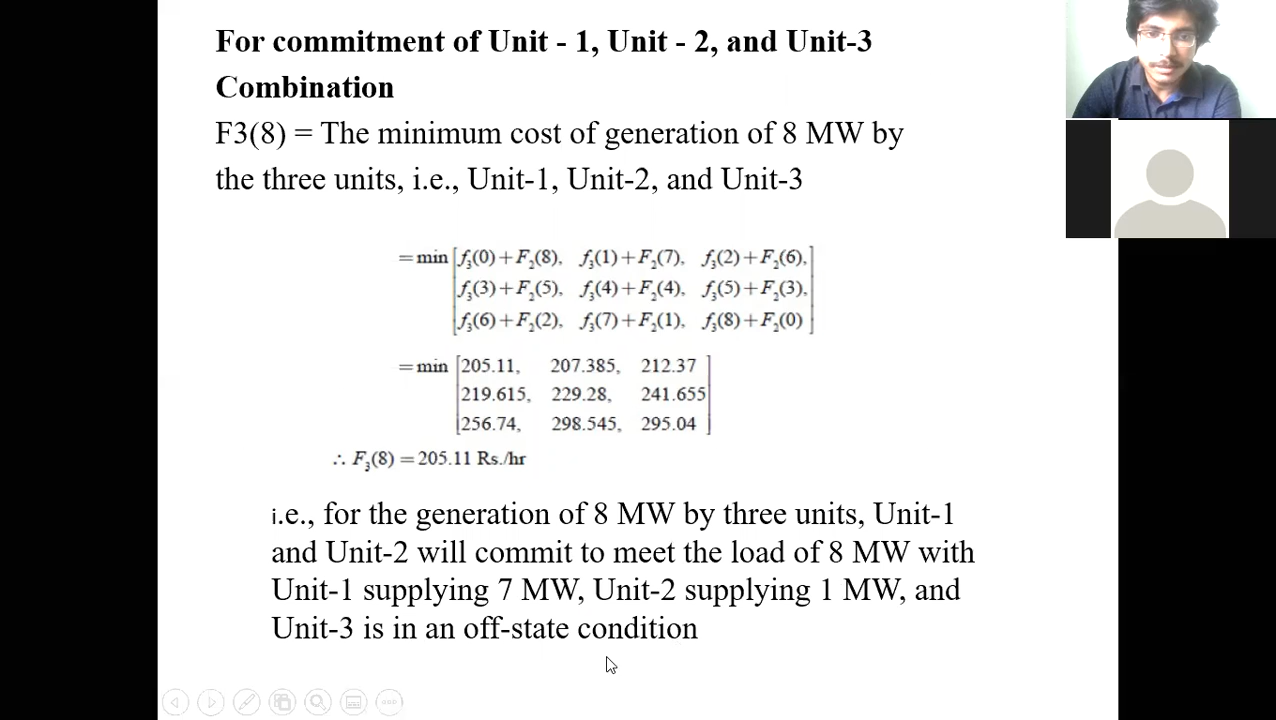 For commitment of Unit - 1, Unit - 2, and Unit-3
Combination
F3(8) = The minimum cost of generation of 8 MW by
the three units, i.e., Unit-1, Unit-2, and Unit-3
=min [f₃(0)+F₂(8), f₃(1)+F₂(7), f₃(2)+F₂(6),
f₃(3)+F₂(5), f₃(4)+F₂(4), f₃(5)+F₂(3),
f₃(6)+F₂(2), f₃(7)+F₂(1), f₃(8)+F₂(0)]
=min [205.11, 207.385, 212.37
219.615, 229.28, 241.655
256.74, 298.545, 295.04]
∴ F₃(8) =205.11 Rs./hr
i.e., for the generation of 8 MW by three units, Unit-1
and Unit-2 will commit to meet the load of 8 MW with
Unit-1 supplying 7 MW, Unit-2 supplying 1 MW, and
Unit-3 is in an off-state condition